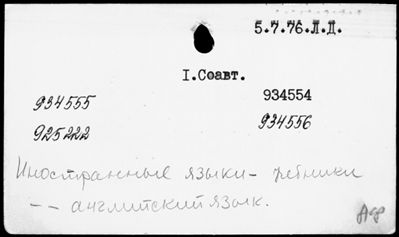 5.7.76.Л.Д.
I.Соавт.
934555 934554
925222 934556
Иностранные языки – учебники
–– английский язык.